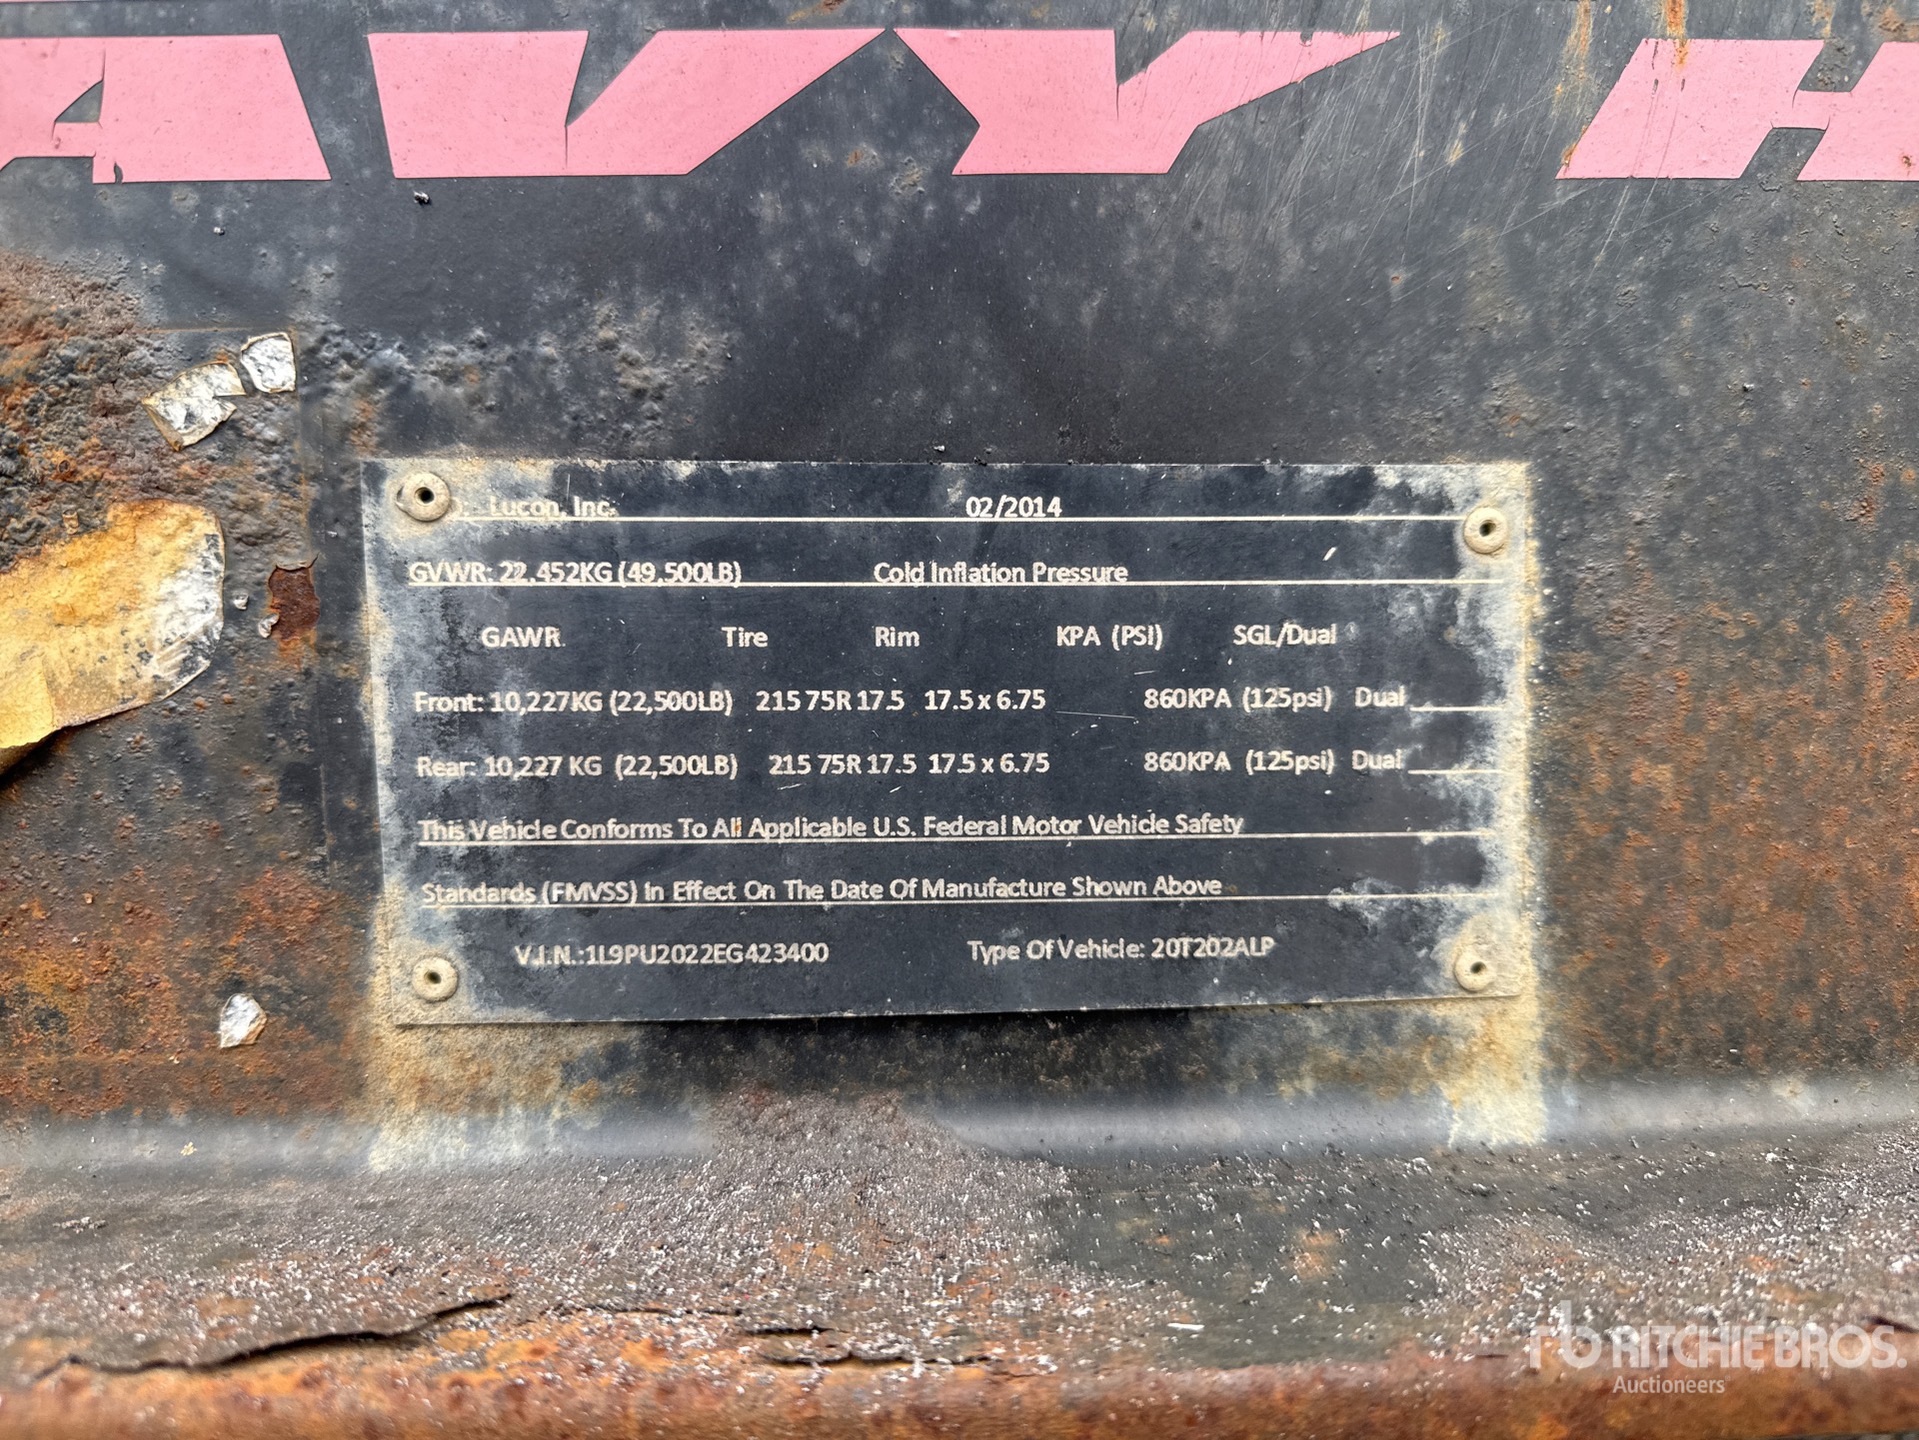 AVY H
: Lucon, Inc. 02/2014
GVWR: 22,452KG (49,500LB) Cold Inflation Pressure
GAWR Tire Rim KPA (PSI) SGL/Dual
Front: 10,227KG (22,500LB) 215 75R 17.5 17.5 x 6.75 860KPA (125psi) Dual
Rear: 10,227 KG (22,500LB) 215 75R 17.5 17.5 x 6.75 860KPA (125psi) Dual
This Vehicle Conforms To All Applicable U.S. Federal Motor Vehicle Safety
Standards (FMVSS) In Effect On The Date Of Manufacture Shown Above
V.I.N.:1L9PU2022EG423400 Type Of Vehicle: 20T202ALP
rb RITCHIE BROS.
Auctioneers